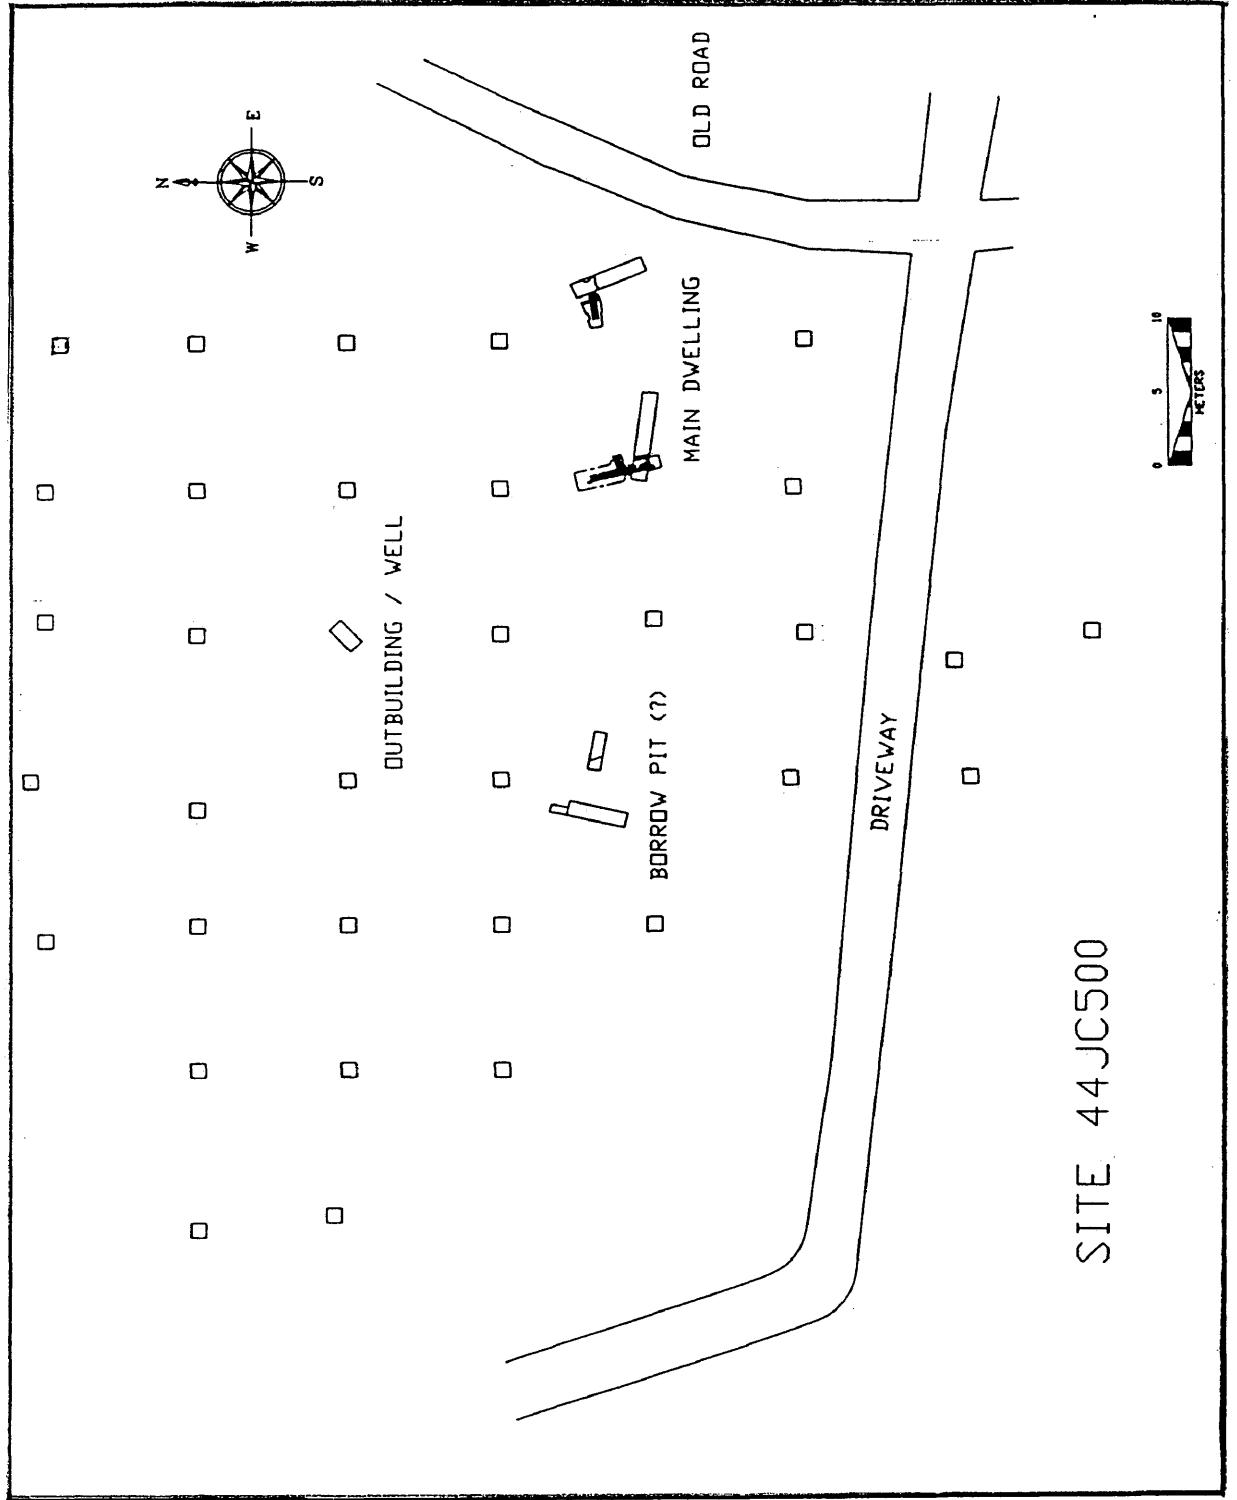 N
E
S
W
OLD ROAD
MAIN DWELLING
OUTBUILDING / WELL
BORROW PIT (?)
DRIVEWAY
0 5 10
METERS
SITE 44JC500